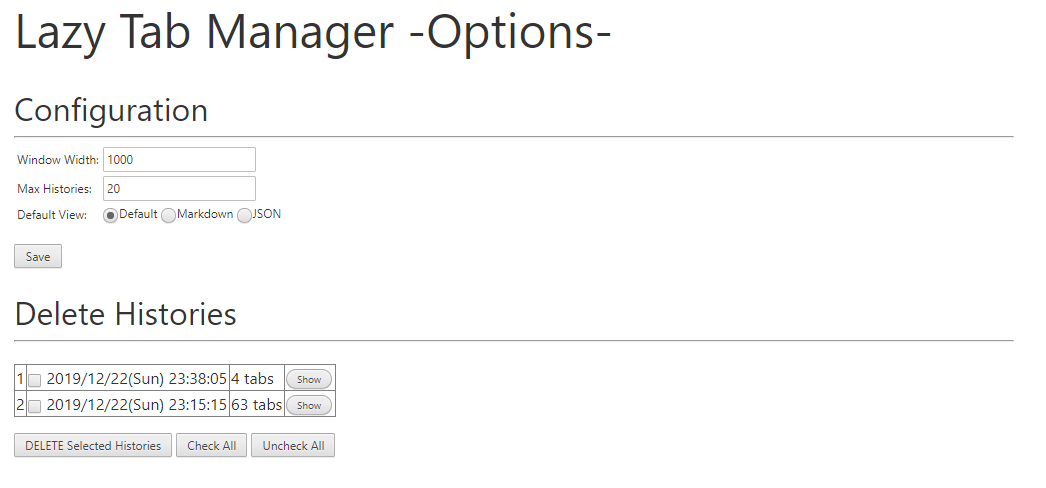 Lazy Tab Manager -Options-
Configuration
Window Width: 1000
Max Histories: 20
Default View: Default Markdown JSON
Save
Delete Histories
1 2019/12/22(Sun) 23:38:05 4 tabs Show
2 2019/12/22(Sun) 23:15:15 63 tabs Show
DELETE Selected Histories Check All Uncheck All